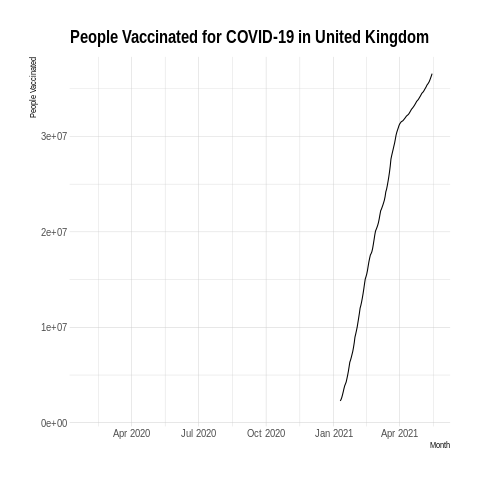 People Vaccinated for COVID-19 in United Kingdom
People Vaccinated
3e+07
2e+07
1e+07
0e+00
Apr 2020 Jul 2020 Oct 2020 Jan 2021 Apr 2021
Month